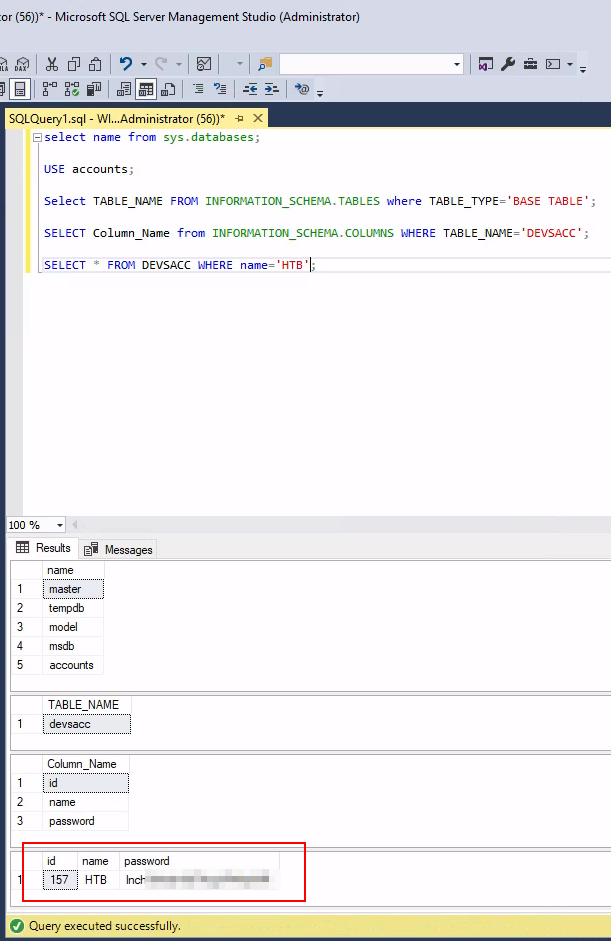 or (56))* - Microsoft SQL Server Management Studio (Administrator)
DAX
SQLQuery1.sql - WI...Administrator (56))*
select name from sys.databases;
USE accounts;
Select TABLE_NAME FROM INFORMATION_SCHEMA.TABLES where TABLE_TYPE='BASE TABLE';
SELECT Column_Name from INFORMATION_SCHEMA.COLUMNS WHERE TABLE_NAME='DEVSACC';
SELECT * FROM DEVSACC WHERE name='HTB';
100 %
Results Messages
name
1 master
2 tempdb
3 model
4 msdb
5 accounts
TABLE_NAME
1 devsacc
Column_Name
1 id
2 name
3 password
id name password
1 157 HTB
Query executed successfully.